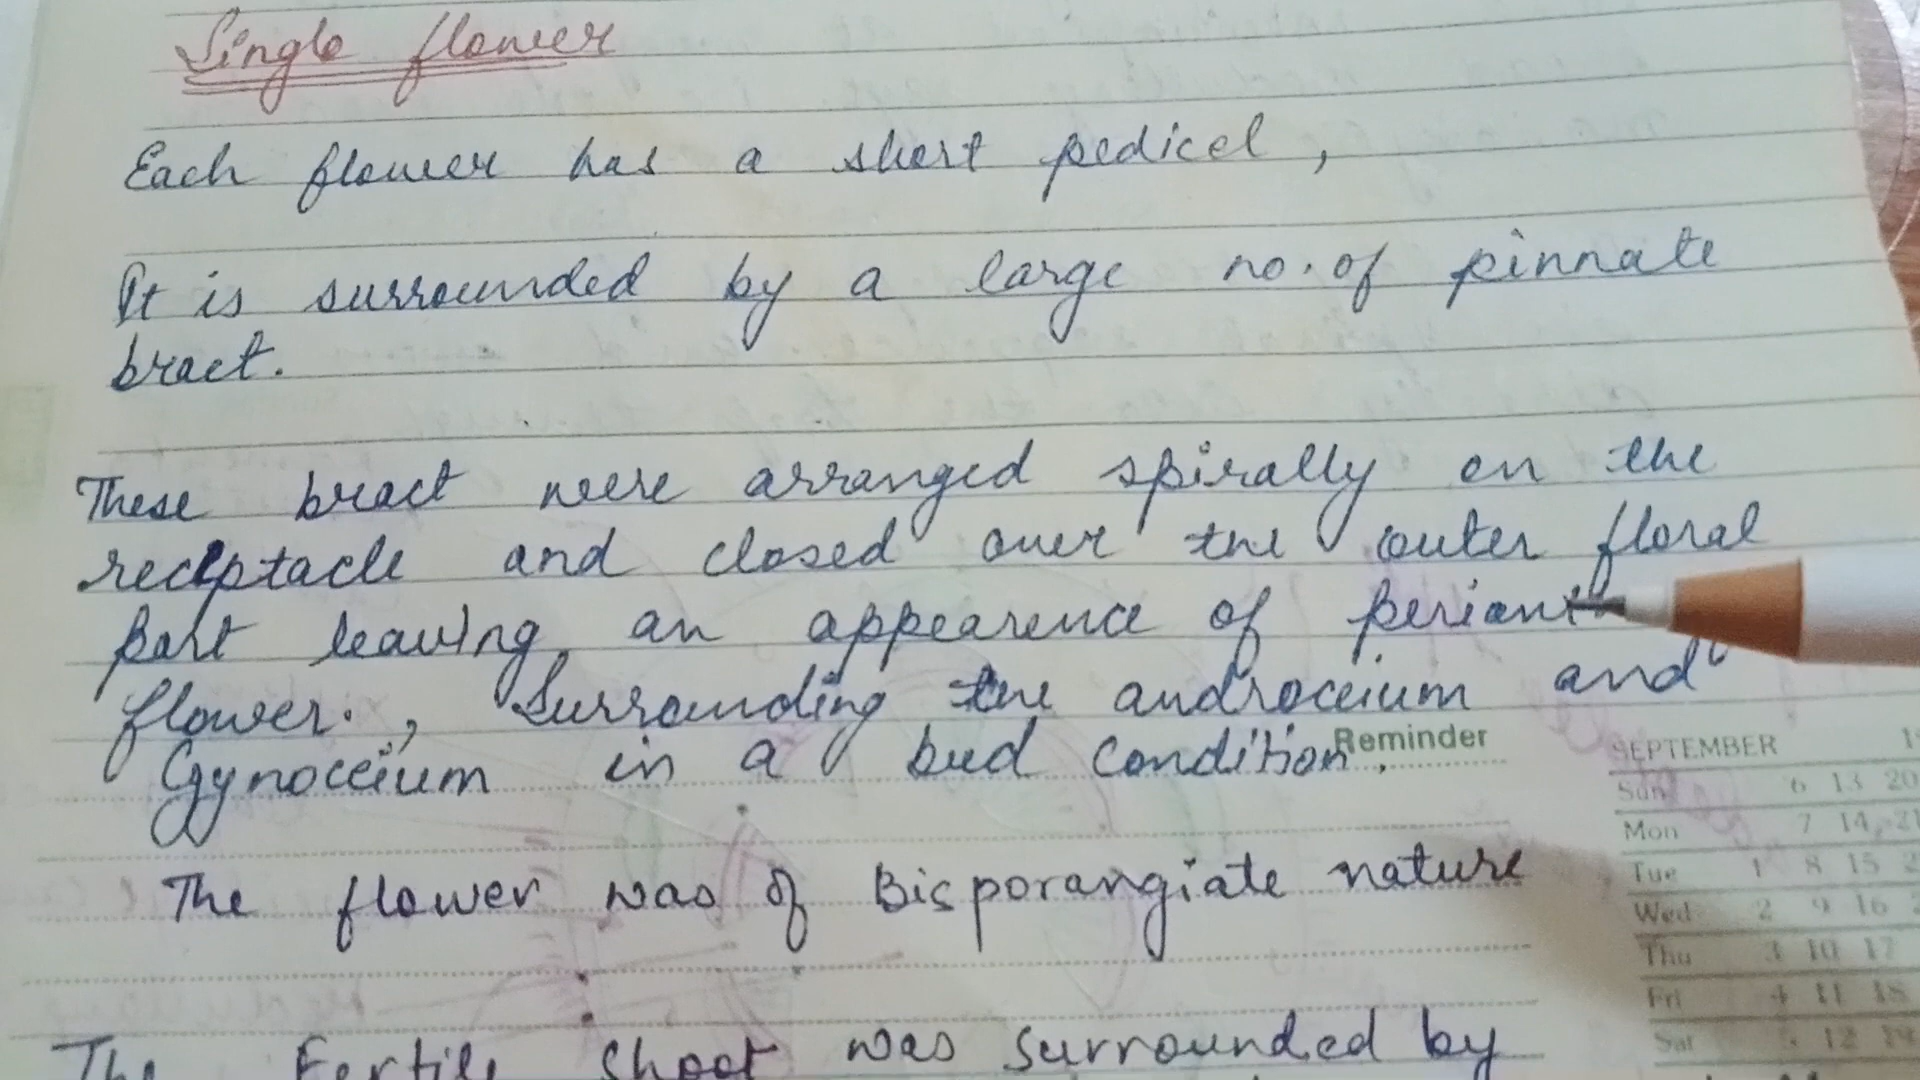 Single flower
Each flower has a short pedicel,
It is surrounded by a large no. of pinnate
bract.
These bract were arranged spirally on the
receptacle and closed over the outer floral
part leaving an appearence of periant
flower. , Surrounding the androceium and
Gynoceium in a bud condition.
Reminder
The flower was of Bisporangiate nature
The Fertile shoot was surrounded by
SEPTEMBER
Sun 6 13 20
Mon 7 14 21
Tue 1 8 15
Wed 2 9 16
Thu 3 10 17
Fri 4 11 18
Sat 5 12 19